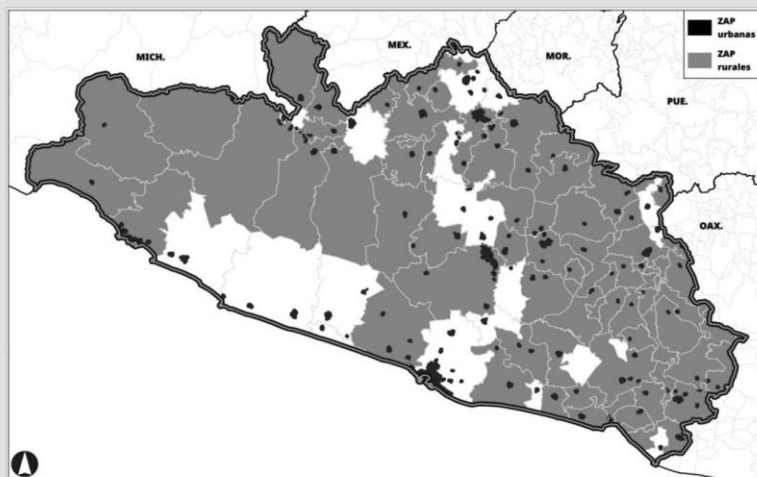 ZAP
urbanas
ZAP
rurales
MICH.
MEX.
MOR.
PUE.
OAX.